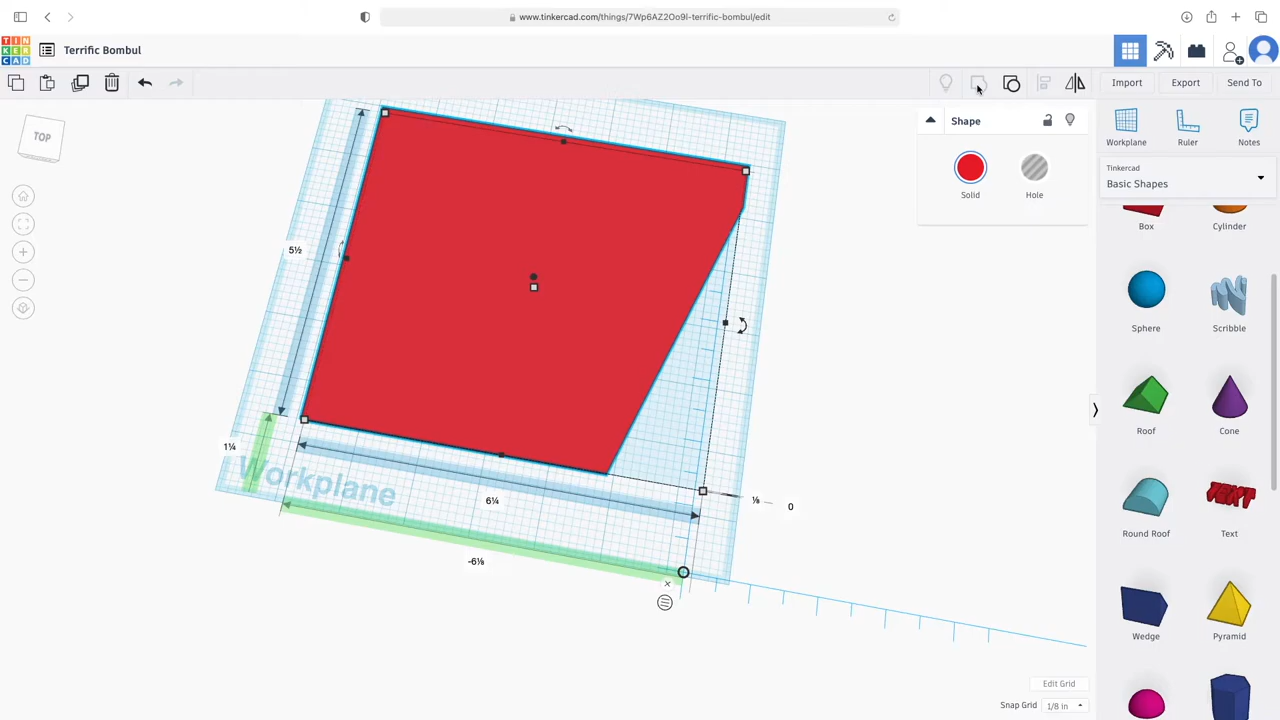 www.tinkercad.com/things/7Wp6AZ2Oo9l-terrific-bombul/edit
TIN
KER
CAD
Terrific Bombul
Import
Export
Send To
TOP
Shape
Solid
Hole
Workplane
Ruler
Notes
Tinkercad
Basic Shapes
Box
Cylinder
Sphere
Scribble
Roof
Cone
Round Roof
Text
TEXT
Wedge
Pyramid
5½
1¼
Workplane
6¼
⅛
0
-6⅛
Edit Grid
Snap Grid
1/8 in